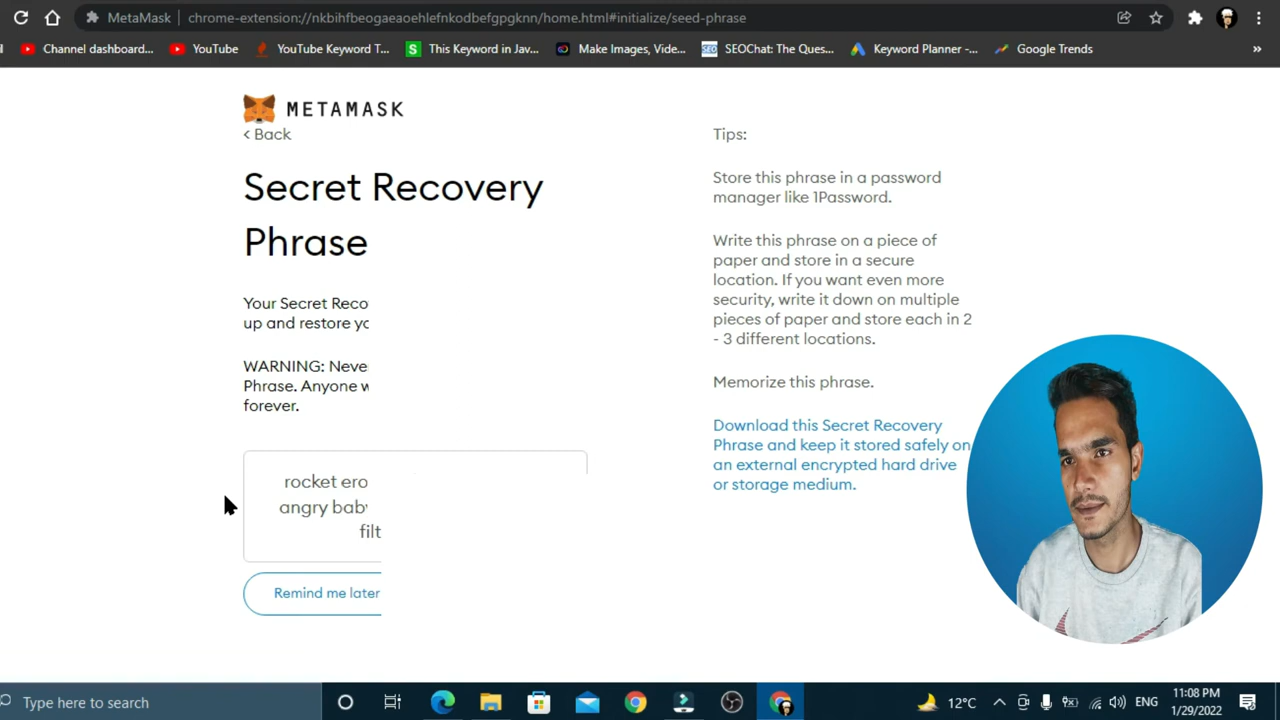 MetaMask | chrome-extension://nkbihfbeogaeaoehlefnkodbefgpgknn/home.html#initialize/seed-phrase
Channel dashboard... YouTube YouTube Keyword T... This Keyword in Jav... Make Images, Vide... SEOChat: The Ques... Keyword Planner -... Google Trends »
METAMASK
< Back
Secret Recovery
Phrase
Your Secret Reco
up and restore yo
WARNING: Neve
Phrase. Anyone w
forever.
rocket ero
angry baby
filt
Remind me later
Tips:
Store this phrase in a password
manager like 1Password.
Write this phrase on a piece of
paper and store in a secure
location. If you want even more
security, write it down on multiple
pieces of paper and store each in 2
- 3 different locations.
Memorize this phrase.
Download this Secret Recovery
Phrase and keep it stored safely on
an external encrypted hard drive
or storage medium.
Type here to search
12°C
ENG
11:08 PM
1/29/2022